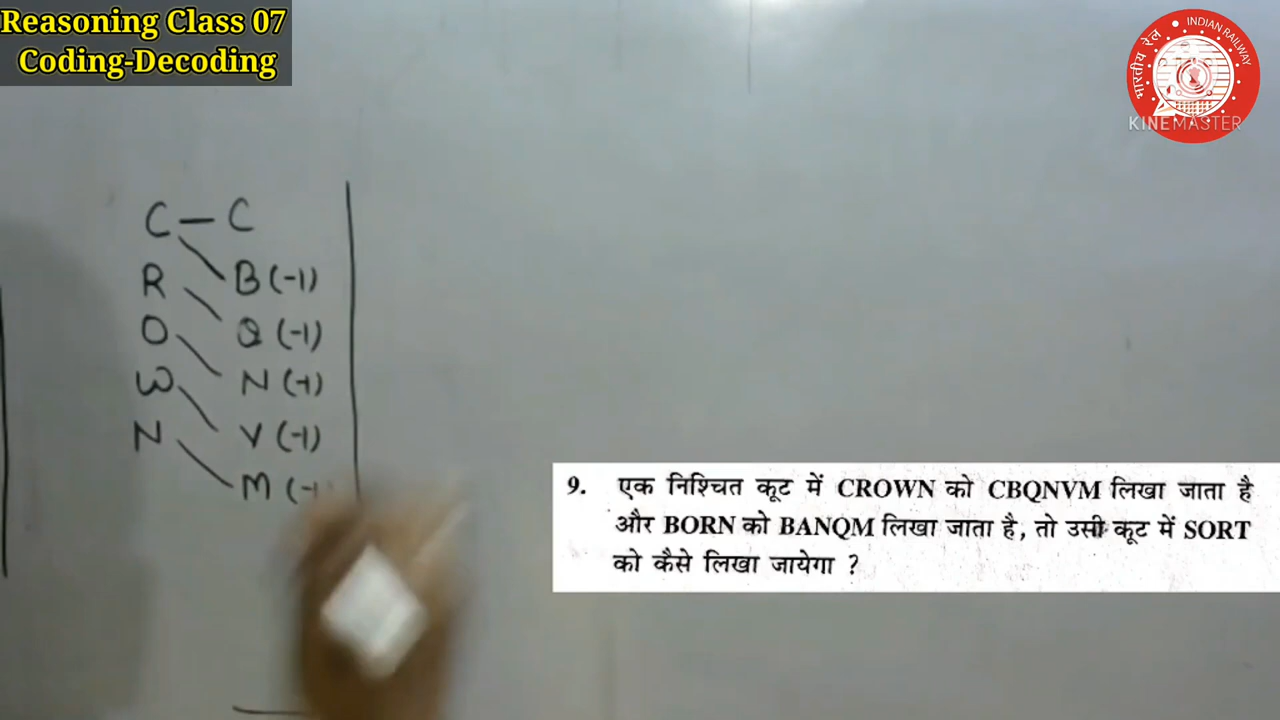 Reasoning Class 07
Coding-Decoding
भारतीय रेल INDIAN RAILWAY
KINEMASTER
C — C
R B (-1)
O Q (-1)
W N (-1)
N V (-1)
M (-1
9. एक निश्चित कूट में CROWN को CBQNVM लिखा जाता है
और BORN को BANQM लिखा जाता है, तो उसी कूट में SORT
को कैसे लिखा जायेगा ?